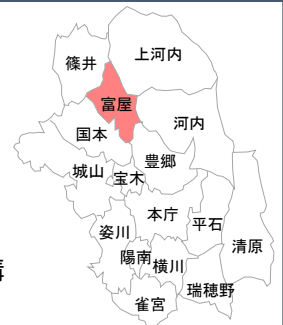 上河内
篠井
富屋
河内
国本
豊郷
城山
宝木
本庁
平石
姿川
清原
陽南
横川
瑞穂野
雀宮